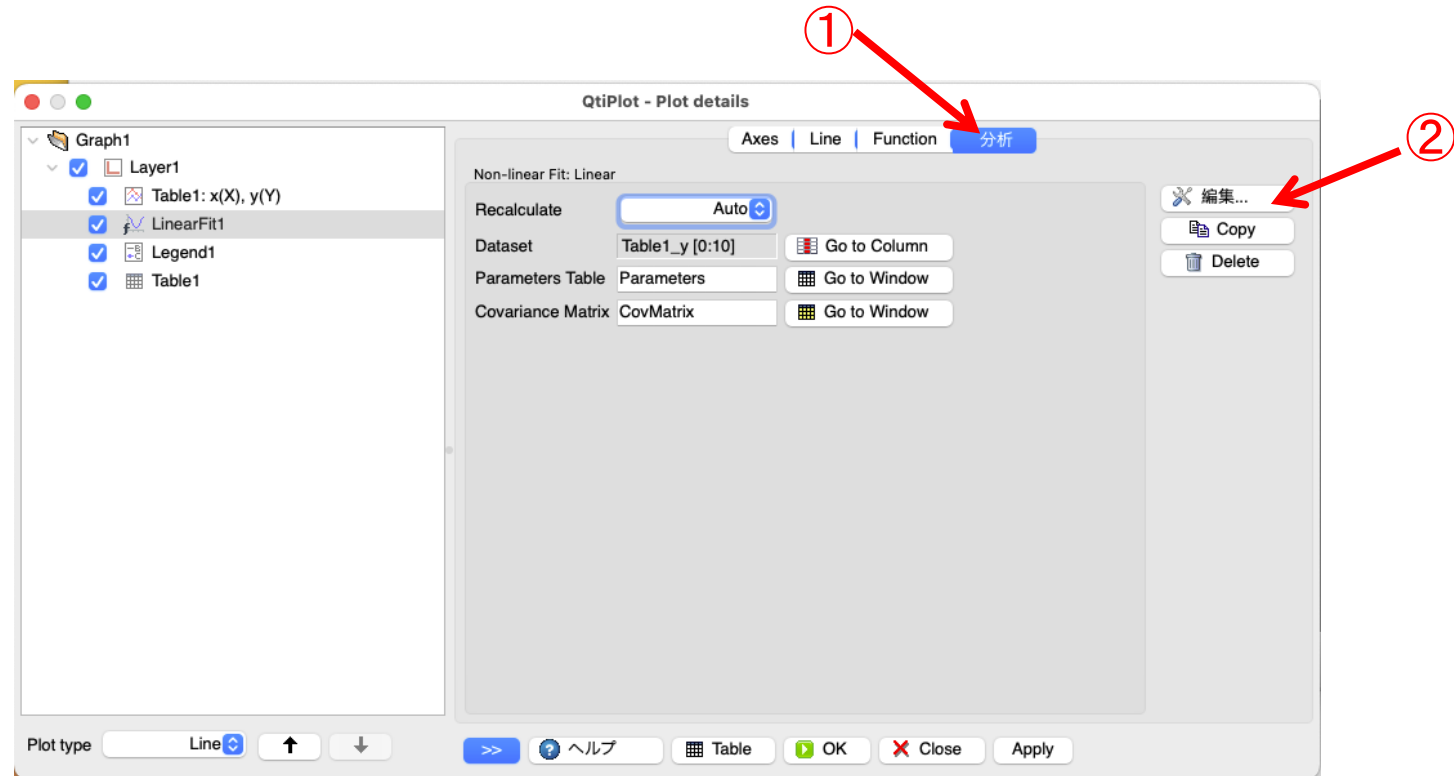 ①
②
QtiPlot - Plot details
Graph1
Layer1
Table1: x(X), y(Y)
LinearFit1
Legend1
Table1
Axes Line Function 分析
Non-linear Fit: Linear
Recalculate Auto
Dataset Table1_y [0:10] Go to Column
Parameters Table Parameters Go to Window
Covariance Matrix CovMatrix Go to Window
編集...
Copy
Delete
Plot type Line >> ヘルプ Table OK Close Apply